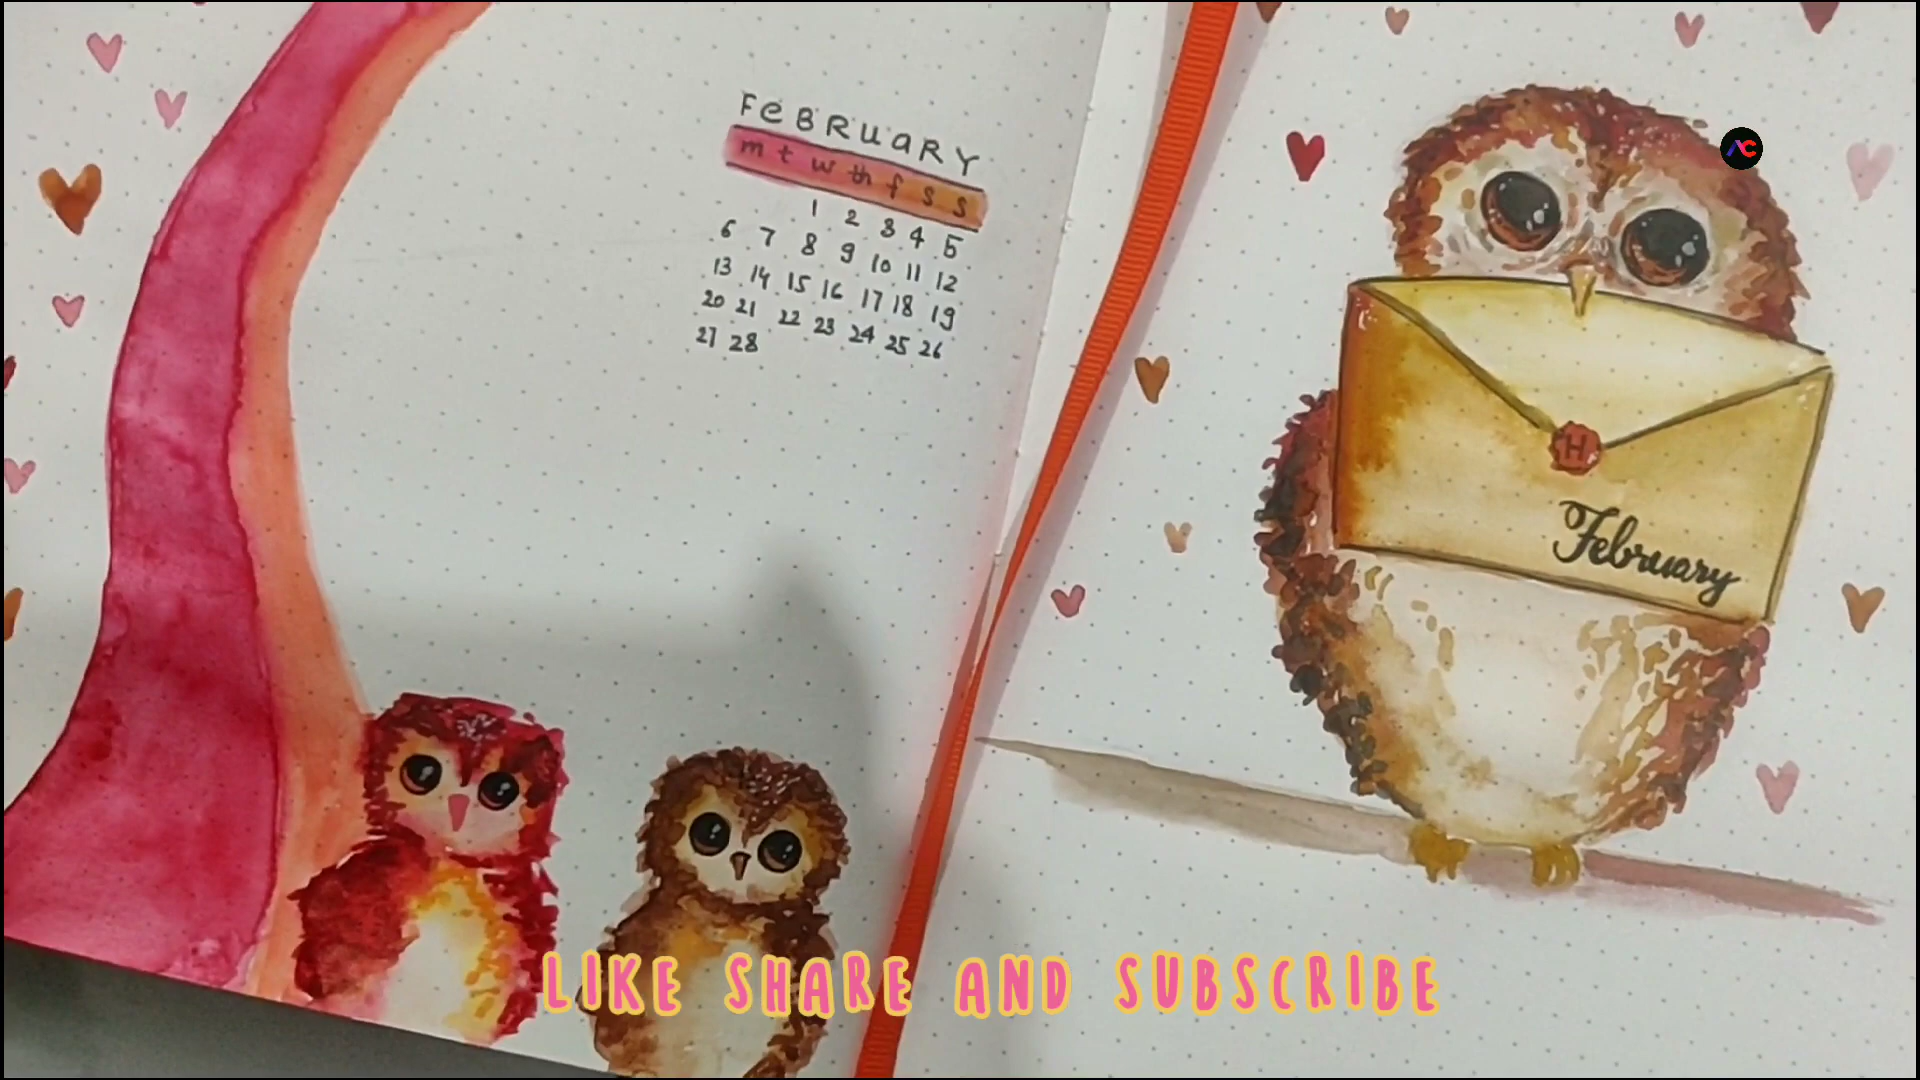 FeBRUaRY
m t w th f s s
1 2 3 4 5
6 7 8 9 10 11 12
13 14 15 16 17 18 19
20 21 22 23 24 25 26
27 28
AC
H
February
LIKE SHARE AND SUBSCRIBE